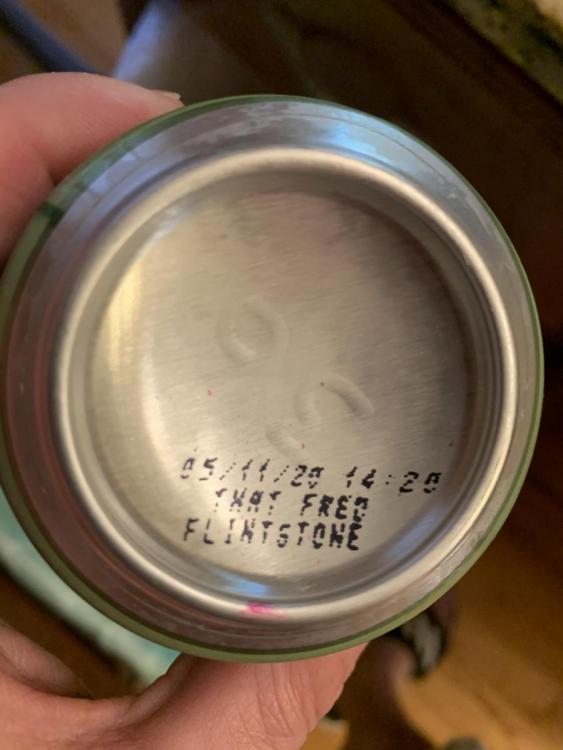 05/11/20 14:20
THAT FRED
FLINTSTONE